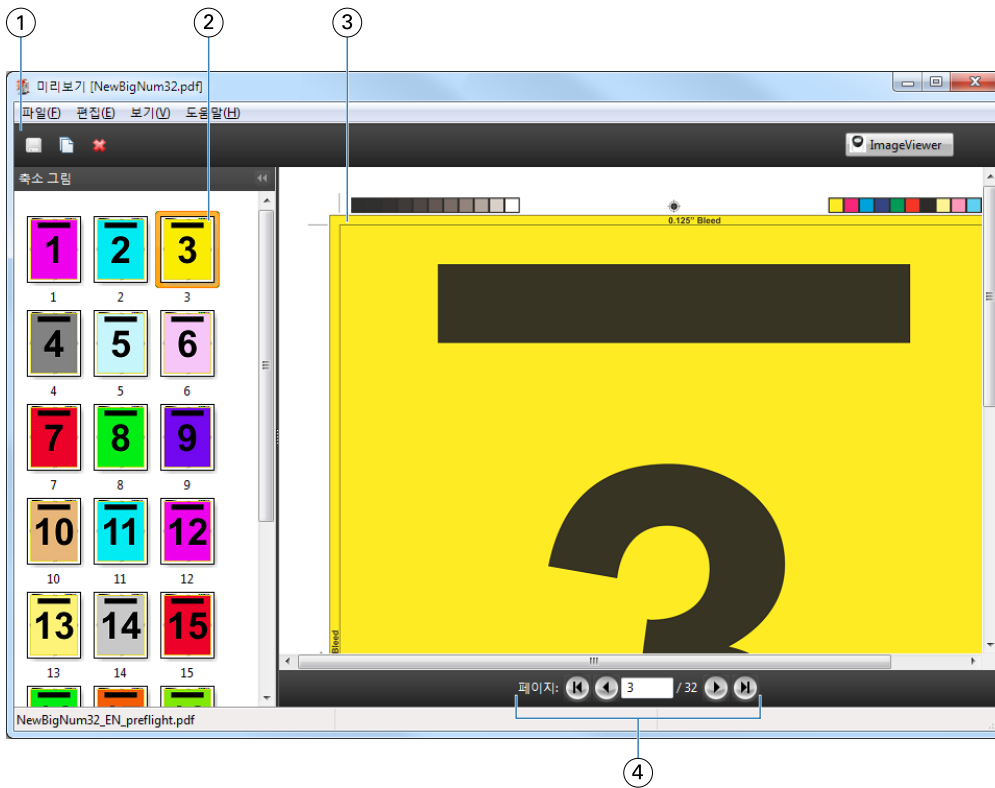 1 2 3
미리보기 [NewBigNum32.pdf]
파일(F) 편집(E) 보기(V) 도움말(H)
ImageViewer
축소 그림
1 2 3
1 2 3
4 5 6
4 5 6
7 8 9
7 8 9
10 11 12
10 11 12
13 14 15
13 14 15
0.125" Bleed
3
Bleed
페이지: 3 / 32
NewBigNum32_EN_preflight.pdf
4